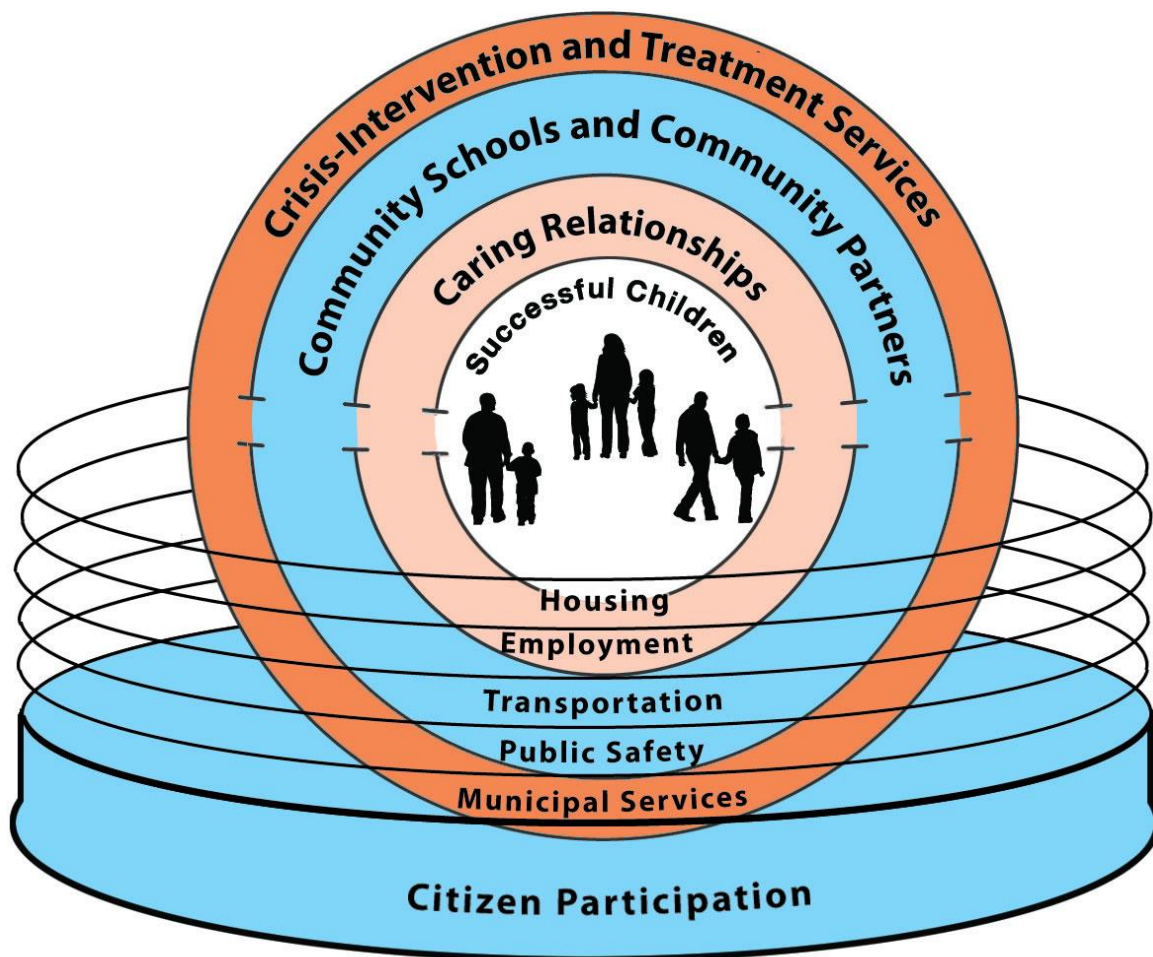 Crisis-Intervention and Treatment Services
Community Schools and Community Partners
Caring Relationships
Successful Children
Housing
Employment
Transportation
Public Safety
Municipal Services
Citizen Participation